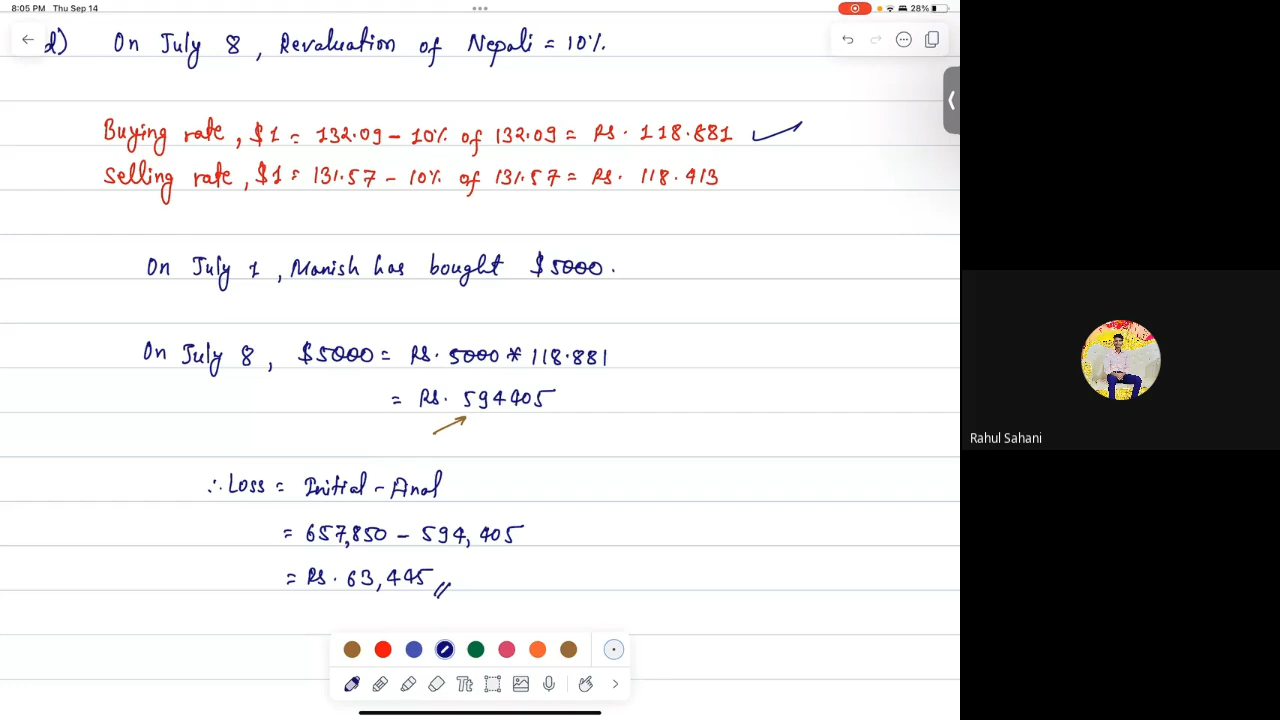 8:05 PM Thu Sep 14
28%
d) On July 8, Revaluation of Nepali = 10%.
Buying rate, $1 = 132.09 - 10% of 132.09 = Rs. 118.881
Selling rate, $1 = 131.57 - 10% of 131.57 = Rs. 118.413
On July 1, Manish has bought $5000.
On July 8, $5000 = Rs. 5000 * 118.881
= Rs. 594405
∴ Loss = Initial - Final
= 657,850 - 594,405
= Rs. 63,445
Tt
Rahul Sahani